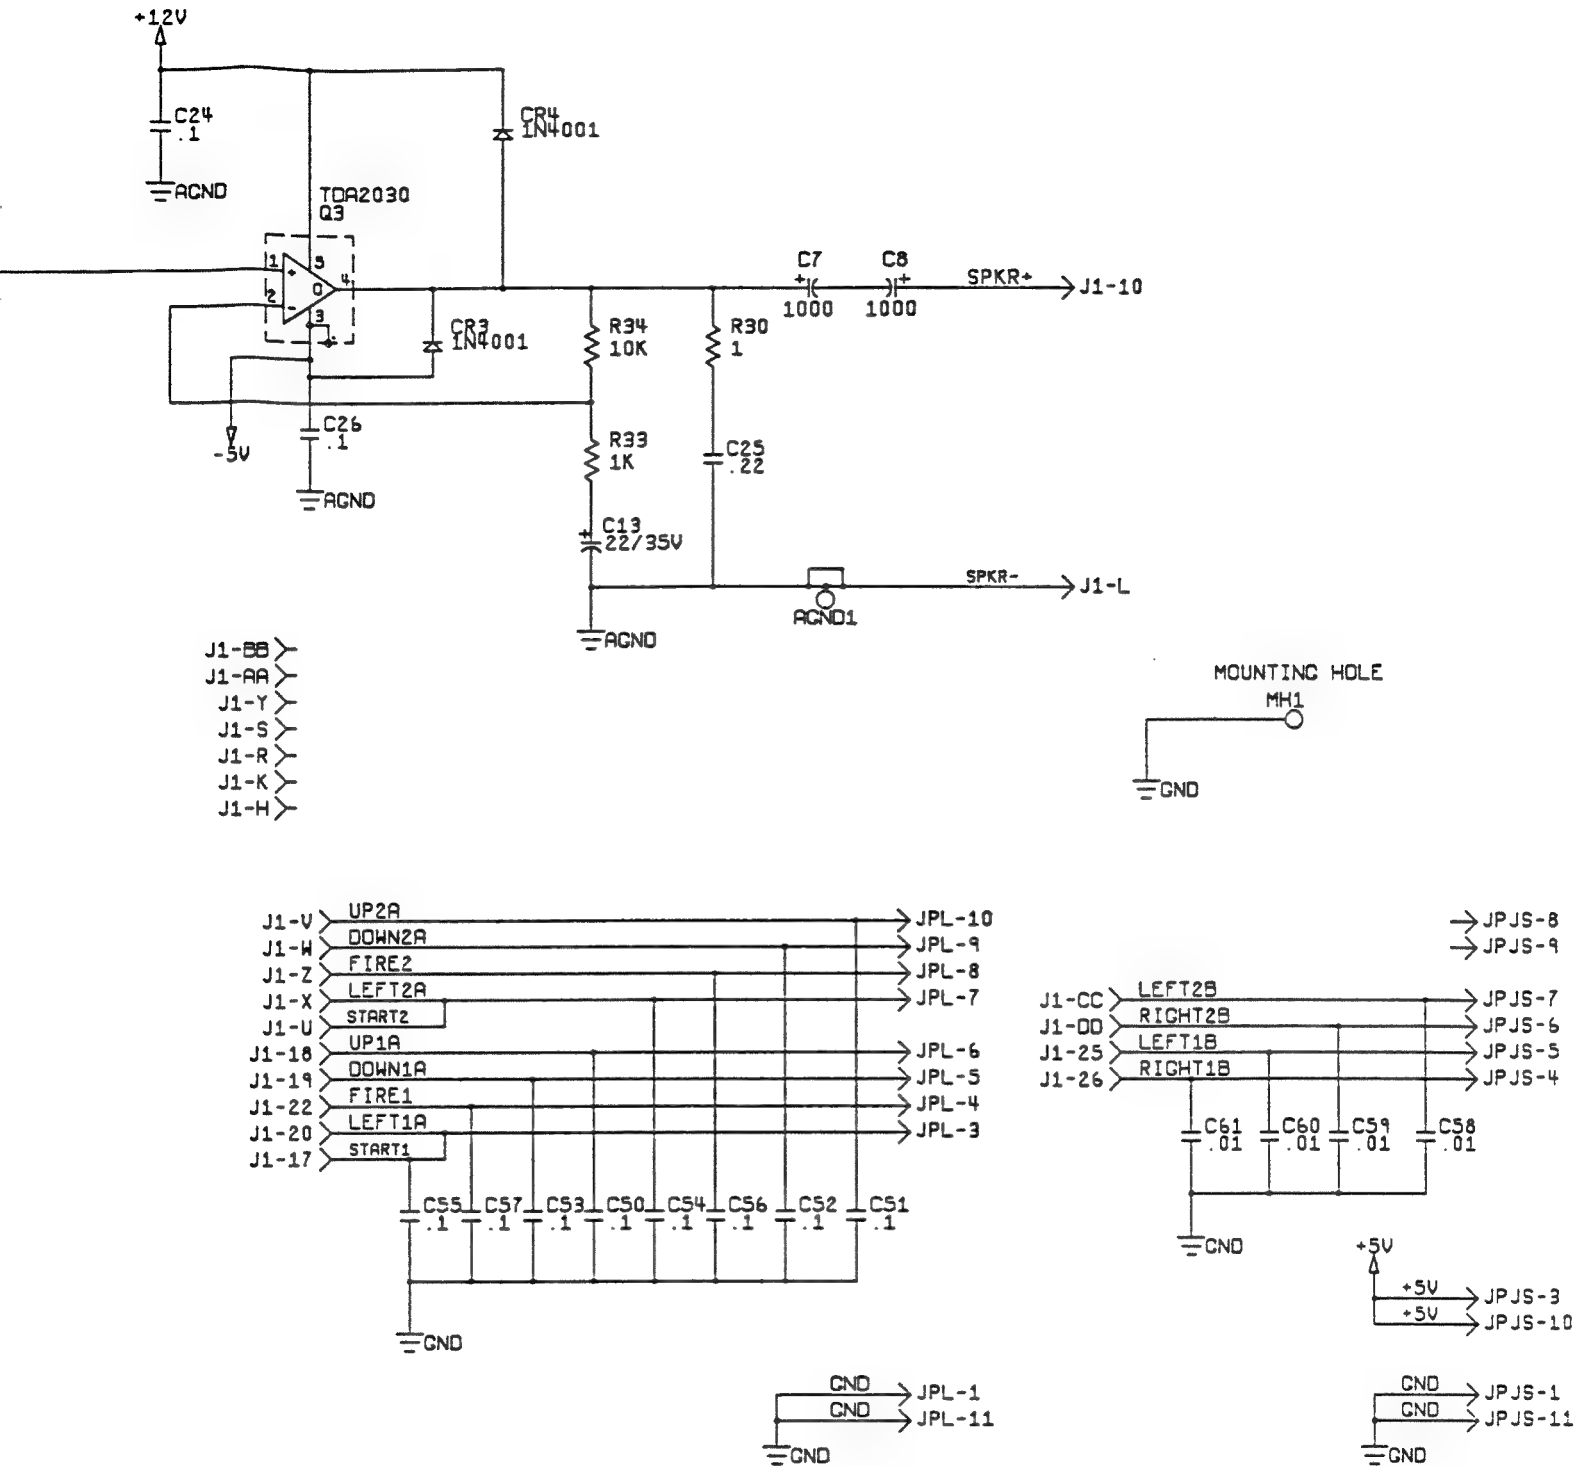 +12V
C24
.1
AGND
CR4
1N4001
TDA2030
Q3
1
+
5
4
O
2
-
3
CR3
1N4001
-5V
C26
.1
AGND
R34
10K
R30
1
R33
1K
C25
.22
C13
+
22/35V
AGND
C7
+
1000
C8
+
1000
SPKR+
J1-10
SPKR-
J1-L
AGND1
J1-BB
J1-AA
J1-Y
J1-S
J1-R
J1-K
J1-H
MOUNTING HOLE
MH1
GND
J1-V UP2A JPL-10
J1-W DOWN2A JPL-9
J1-Z FIRE2 JPL-8
J1-X LEFT2A JPL-7
J1-U START2
J1-18 UP1A JPL-6
J1-19 DOWN1A JPL-5
J1-22 FIRE1 JPL-4
J1-20 LEFT1A JPL-3
J1-17 START1
C55 C57 C53 C50 C54 C56 C52 C51
.1 .1 .1 .1 .1 .1 .1 .1
GND
GND JPL-1
GND JPL-11
GND
JPJS-8
JPJS-9
J1-CC LEFT2B JPJS-7
J1-DD RIGHT2B JPJS-6
J1-25 LEFT1B JPJS-5
J1-26 RIGHT1B JPJS-4
C61 C60 C59 C58
.01 .01 .01 .01
GND
+5V
+5V JPJS-3
+5V JPJS-10
GND JPJS-1
GND JPJS-11
GND